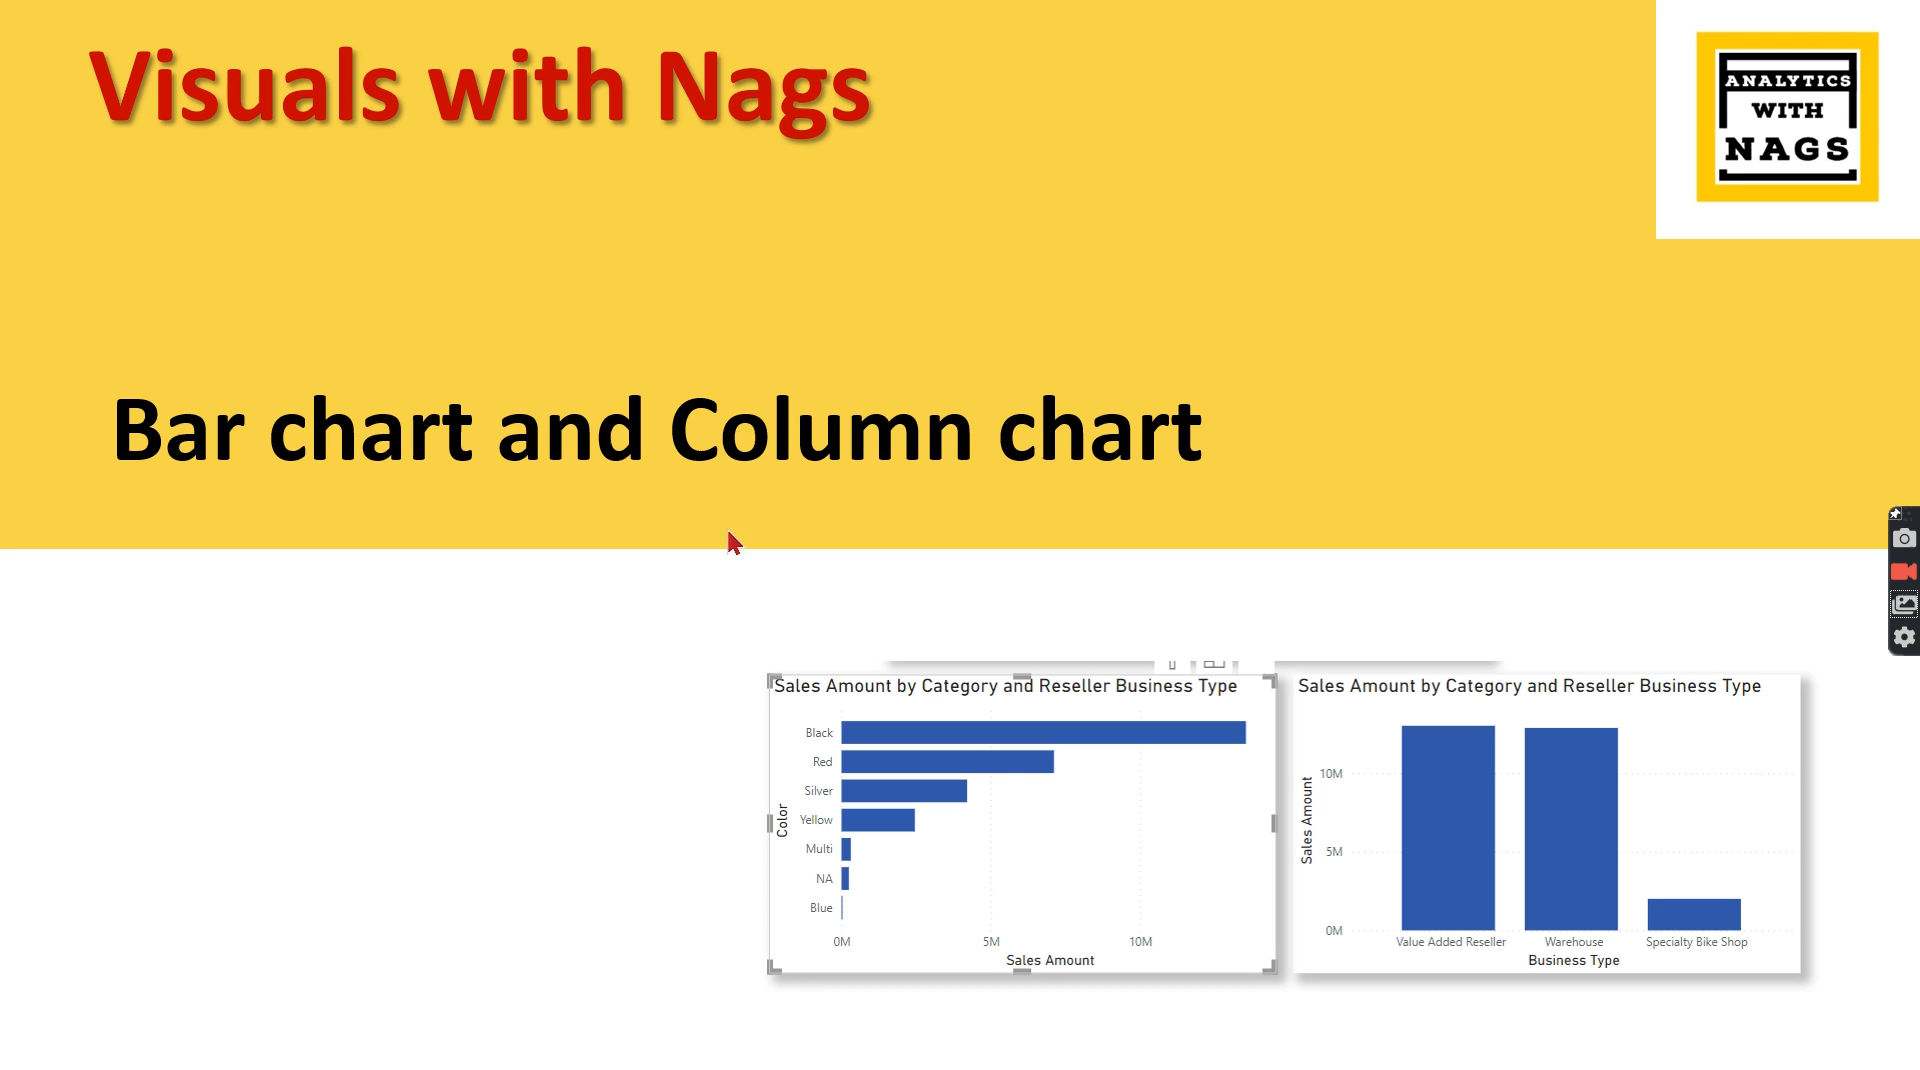 Visuals with Nags
ANALYTICS
WITH
NAGS
Bar chart and Column chart
Sales Amount by Category and Reseller Business Type
Color
Black
Red
Silver
Yellow
Multi
NA
Blue
0M 5M 10M
Sales Amount
Sales Amount by Category and Reseller Business Type
Sales Amount
10M
5M
0M
Value Added Reseller Warehouse Specialty Bike Shop
Business Type